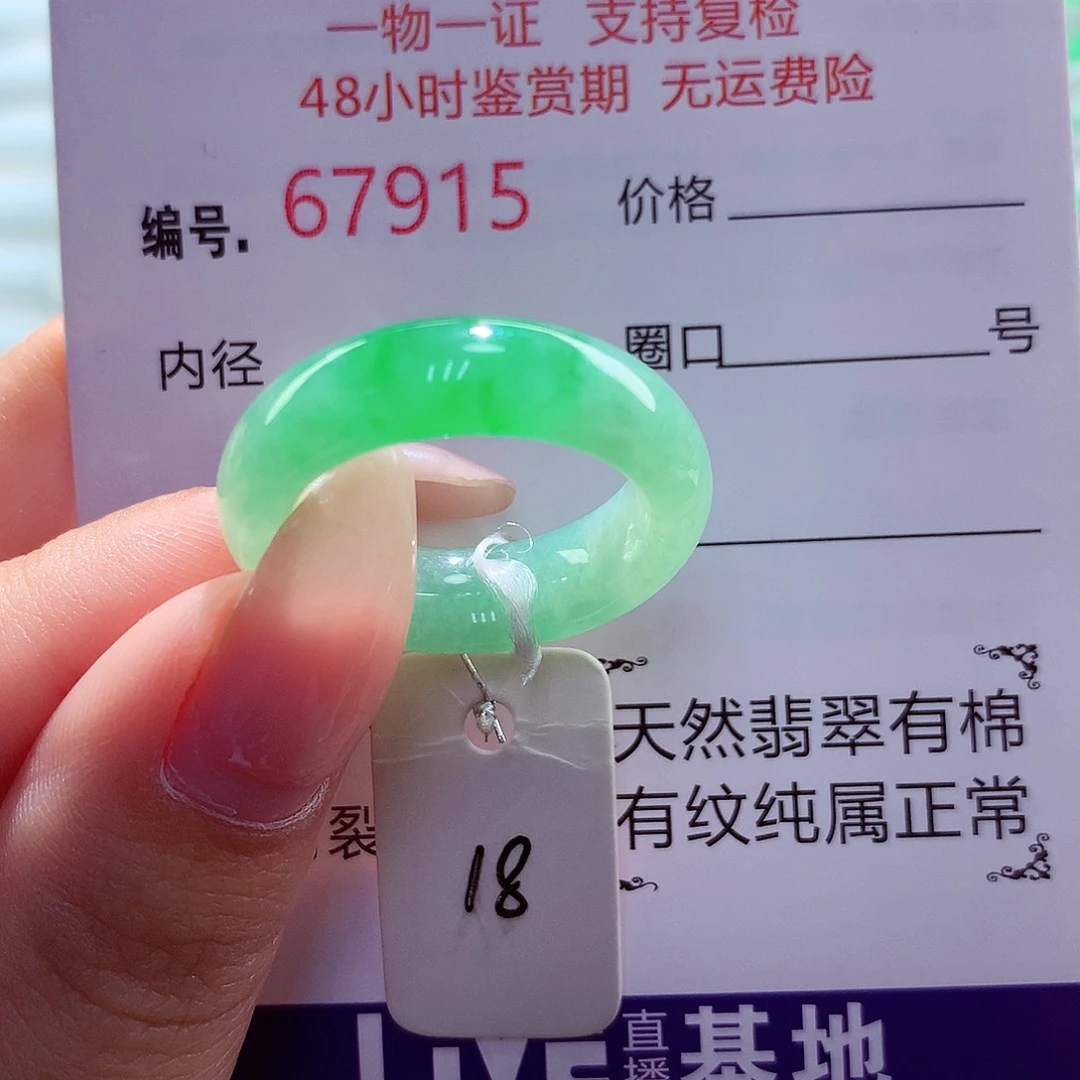 一物一证 支持复检
48小时鉴赏期 无运费险
编号. 67915 价格
内径 圈口 号
天然翡翠有棉
裂 有纹纯属正常
18
LIVE 直播 基地